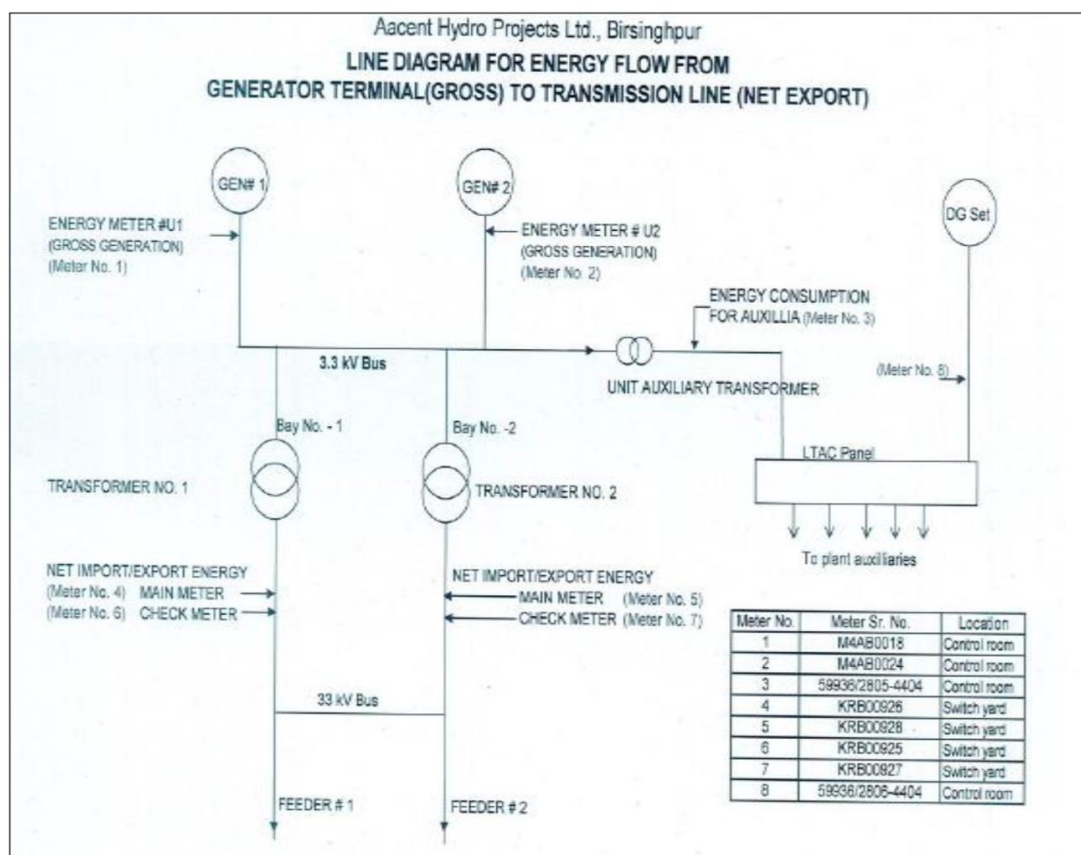 Aacent Hydro Projects Ltd., Birsinghpur
LINE DIAGRAM FOR ENERGY FLOW FROM
GENERATOR TERMINAL(GROSS) TO TRANSMISSION LINE (NET EXPORT)
GEN# 1
GEN# 2
DG Set
ENERGY METER #U1
(GROSS GENERATION)
(Meter No. 1)
ENERGY METER # U2
(GROSS GENERATION)
(Meter No. 2)
ENERGY CONSUMPTION
FOR AUXILLIA (Meter No. 3)
3.3 kV Bus
UNIT AUXILIARY TRANSFORMER
(Meter No. 8)
Bay No. - 1
Bay No. -2
LTAC Panel
TRANSFORMER NO. 1
TRANSFORMER NO. 2
To plant auxilliaries
NET IMPORT/EXPORT ENERGY
(Meter No. 4) MAIN METER
(Meter No. 6) CHECK METER
NET IMPORT/EXPORT ENERGY
MAIN METER (Meter No. 5)
CHECK METER (Meter No. 7)
Meter No. Meter Sr. No. Location
1 M4AB0018 Control room
2 M4AB0024 Control room
3 59936/2805-4404 Control room
4 KRB00926 Switch yard
5 KRB00928 Switch yard
6 KRB00925 Switch yard
7 KRB00927 Switch yard
8 59936/2806-4404 Control room
33 kV Bus
FEEDER # 1
FEEDER # 2